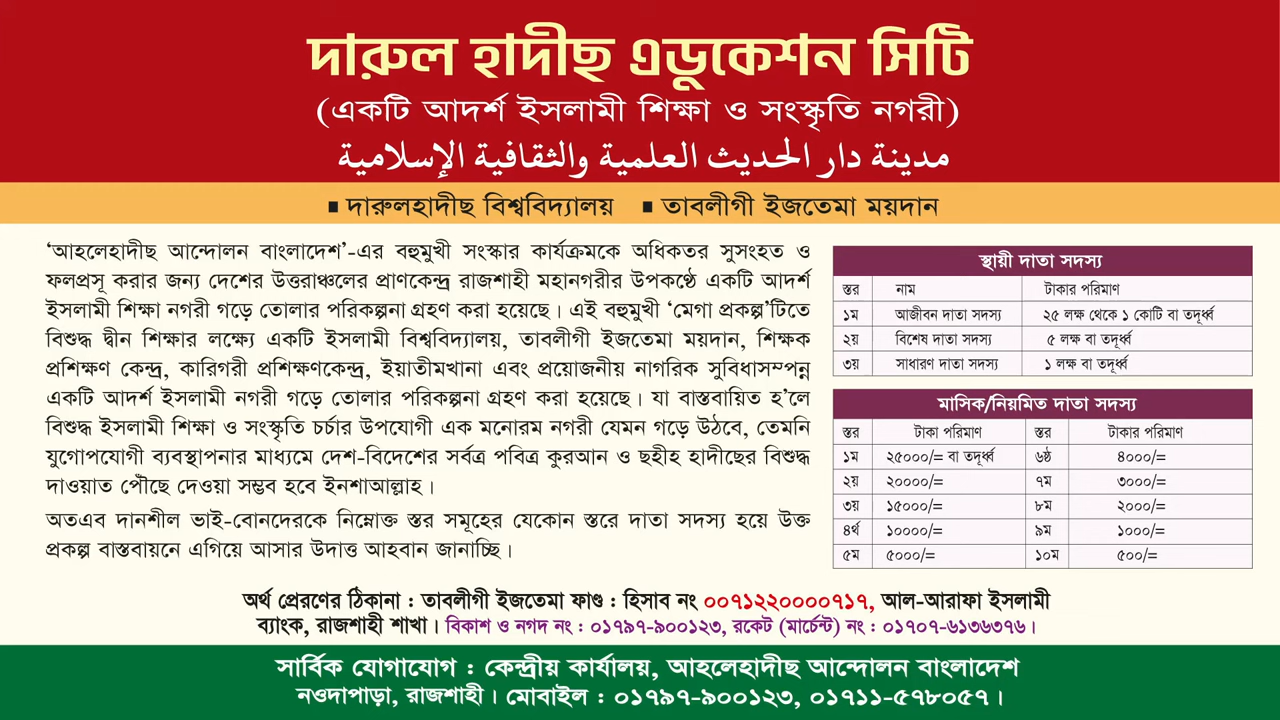 দারুল হাদীছ এডুকেশন সিটি
(একটি আদর্শ ইসলামী শিক্ষা ও সংস্কৃতি নগরী)
مدينة دار الحديث العلمية والثقافية الإسلامية
▪ দারুলহাদীছ বিশ্ববিদ্যালয় ▪ তাবলীগী ইজতেমা ময়দান
‘আহলেহাদীছ আন্দোলন বাংলাদেশ’-এর বহুমুখী সংস্কার কার্যক্রমকে অধিকতর সুসংহত ও
ফলপ্রসূ করার জন্য দেশের উত্তরাঞ্চলের প্রাণকেন্দ্র রাজশাহী মহানগরীর উপকণ্ঠে একটি আদর্শ
ইসলামী শিক্ষা নগরী গড়ে তোলার পরিকল্পনা গ্রহণ করা হয়েছে। এই বহুমুখী ‘মেগা প্রকল্প’টিতে
বিশুদ্ধ দ্বীন শিক্ষার লক্ষ্যে একটি ইসলামী বিশ্ববিদ্যালয়, তাবলীগী ইজতেমা ময়দান, শিক্ষক
প্রশিক্ষণ কেন্দ্র, কারিগরী প্রশিক্ষণকেন্দ্র, ইয়াতীমখানা এবং প্রয়োজনীয় নাগরিক সুবিধাসম্পন্ন
একটি আদর্শ ইসলামী নগরী গড়ে তোলার পরিকল্পনা গ্রহণ করা হয়েছে। যা বাস্তবায়িত হ’লে
বিশুদ্ধ ইসলামী শিক্ষা ও সংস্কৃতি চর্চার উপযোগী এক মনোরম নগরী যেমন গড়ে উঠবে, তেমনি
যুগোপযোগী ব্যবস্থাপনার মাধ্যমে দেশ-বিদেশের সর্বত্র পবিত্র কুরআন ও ছহীহ হাদীছের বিশুদ্ধ
দাওয়াত পৌঁছে দেওয়া সম্ভব হবে ইনশাআল্লাহ।
অতএব দানশীল ভাই-বোনদেরকে নিম্নোক্ত স্তর সমূহের যেকোন স্তরে দাতা সদস্য হয়ে উক্ত
প্রকল্প বাস্তবায়নে এগিয়ে আসার উদাত্ত আহবান জানাচ্ছি।
স্থায়ী দাতা সদস্য
স্তর নাম টাকার পরিমাণ
১ম আজীবন দাতা সদস্য ২৫ লক্ষ থেকে ১ কোটি বা তদূর্ধ্ব
২য় বিশেষ দাতা সদস্য ৫ লক্ষ বা তদূর্ধ্ব
৩য় সাধারণ দাতা সদস্য ১ লক্ষ বা তদূর্ধ্ব
মাসিক/নিয়মিত দাতা সদস্য
স্তর টাকা পরিমাণ স্তর টাকার পরিমাণ
১ম ২৫০০০/= বা তদূর্ধ্ব ৬ষ্ঠ ৪০০০/=
২য় ২০০০০/= ৭ম ৩০০০/=
৩য় ১৫০০০/= ৮ম ২০০০/=
৪র্থ ১০০০০/= ৯ম ১০০০/=
৫ম ৫০০০/= ১০ম ৫০০/=
অর্থ প্রেরণের ঠিকানা : তাবলীগী ইজতেমা ফাণ্ড : হিসাব নং ০০৭১২২০০০০৭১৭, আল-আরাফা ইসলামী
ব্যাংক, রাজশাহী শাখা। বিকাশ ও নগদ নং : ০১৭৯৭-৯০০১২৩, রকেট (মার্চেন্ট) নং : ০১৭০৭-৬১৩৬৩৭৬।
সার্বিক যোগাযোগ : কেন্দ্রীয় কার্যালয়, আহলেহাদীছ আন্দোলন বাংলাদেশ
নওদাপাড়া, রাজশাহী। মোবাইল : ০১৭৯৭-৯০০১২৩, ০১৭১১-৫৭৮০৫৭।